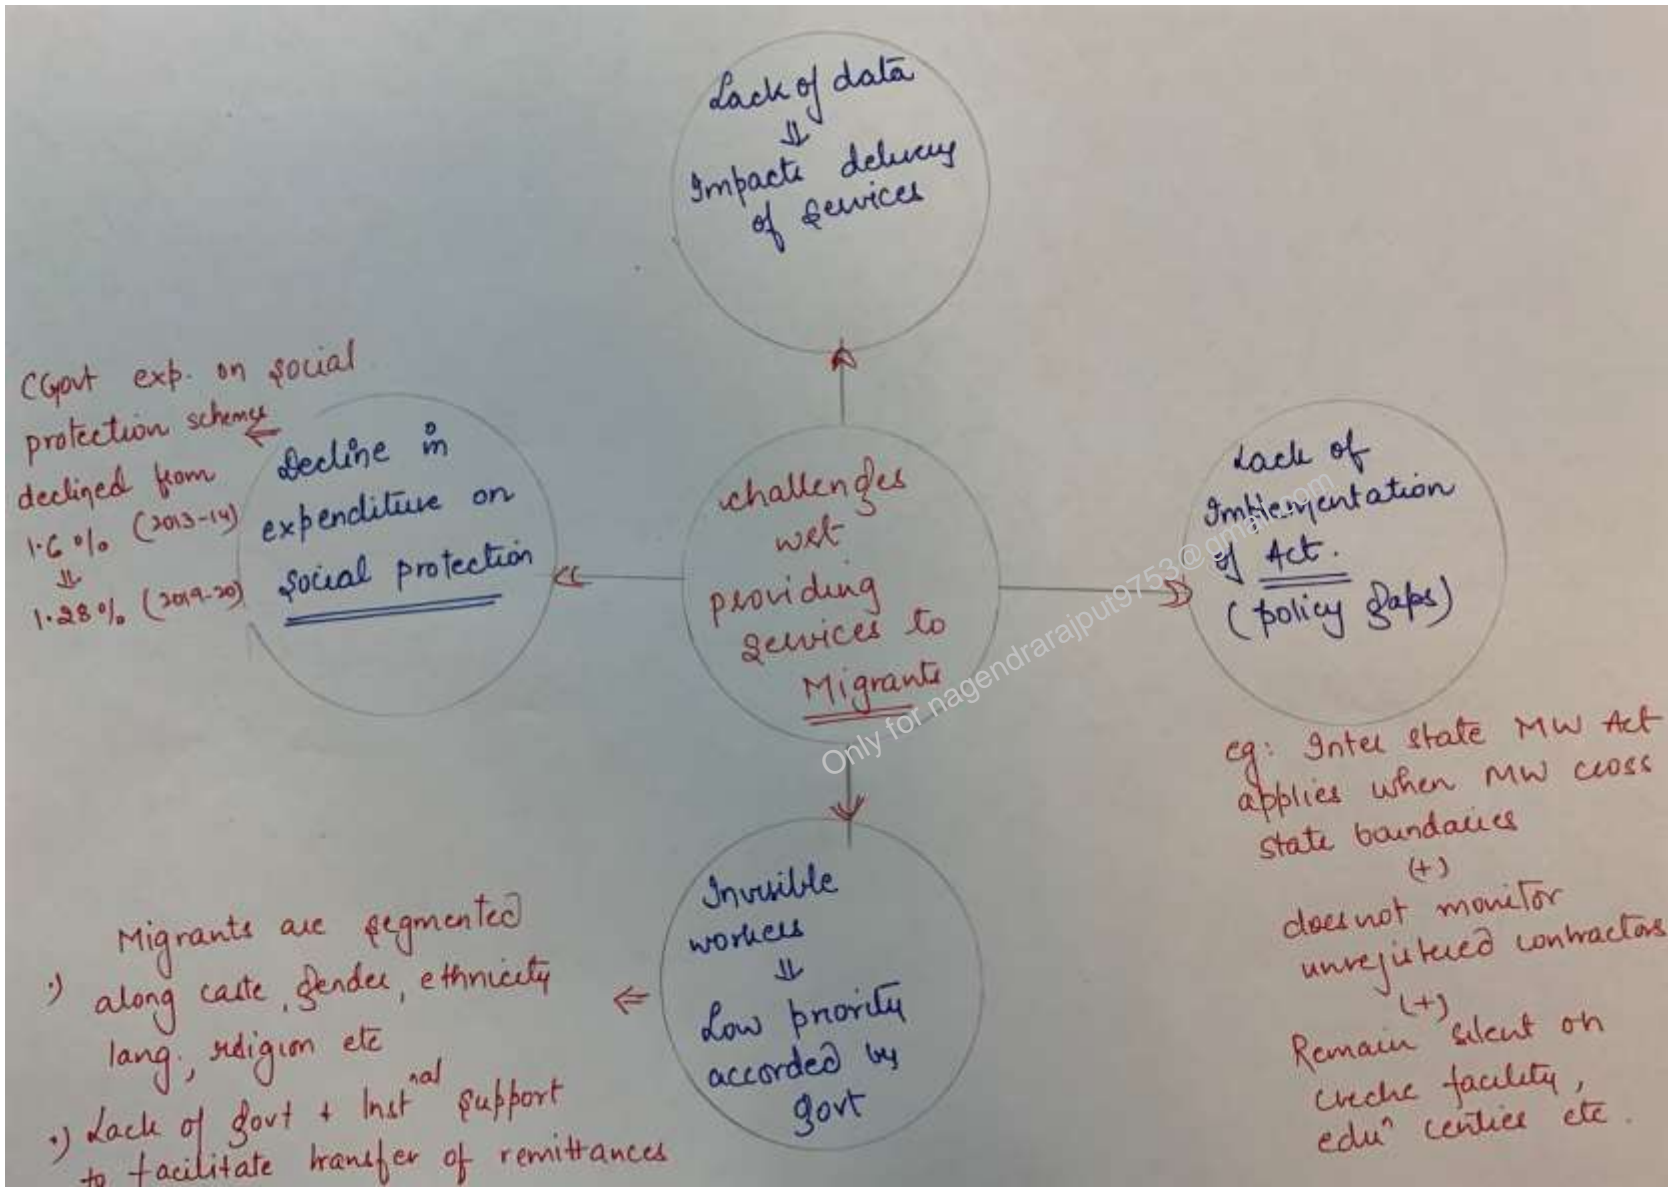 Lack of data
⇓
Impacts delivery
of services
CGovt exp. on social
protection scheme
declined from
1.6% (2013-14)
⇓
1.28% (2019-20)
⇐
Decline in
expenditure on
social protection
challenges
wrt
providing
services to
Migrants
Lack of
Implementation
of Act.
(policy gaps)
eg: Inter state MW Act
applies when MW cross
state boundaries
(+)
does not monitor
unregistered contractors
(+)
Remain silent on
creche facility,
eduⁿ centres etc.
Invisible
workers
⇓
Low priority
accorded by
govt
⇐
Migrants are segmented
·) along caste, gender, ethnicity
lang., religion etc
·) Lack of govt + Instⁿᵃˡ support
to facilitate transfer of remittances
Only for nagendrarajput9753@gmail.com